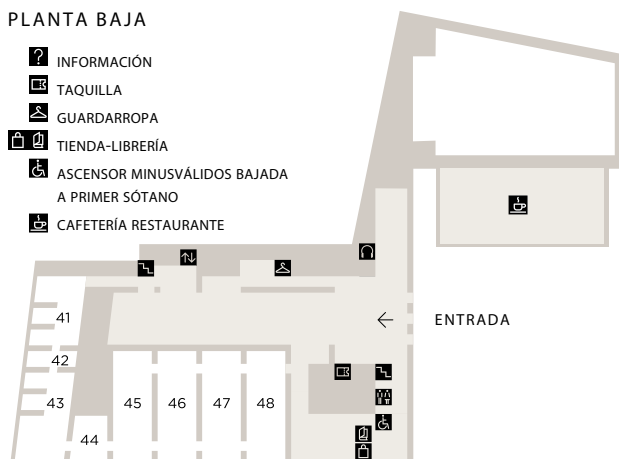 PLANTA BAJA
?
INFORMACIÓN
TAQUILLA
GUARDARROPA
TIENDA-LIBRERÍA
ASCENSOR MINUSVÁLIDOS BAJADA
A PRIMER SÓTANO
CAFETERÍA RESTAURANTE
ENTRADA
41
42
43
44
45
46
47
48